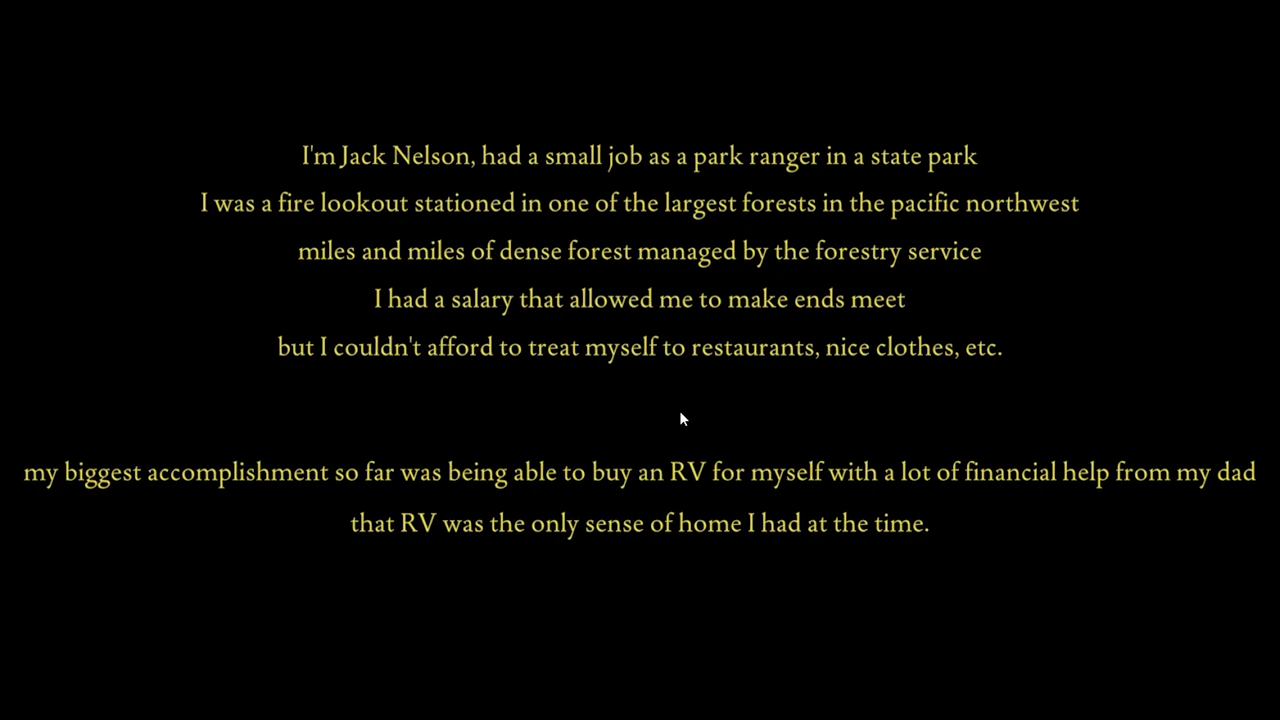 I'm Jack Nelson, had a small job as a park ranger in a state park
I was a fire lookout stationed in one of the largest forests in the pacific northwest
miles and miles of dense forest managed by the forestry service
I had a salary that allowed me to make ends meet
but I couldn't afford to treat myself to restaurants, nice clothes, etc.
my biggest accomplishment so far was being able to buy an RV for myself with a lot of financial help from my dad
that RV was the only sense of home I had at the time.